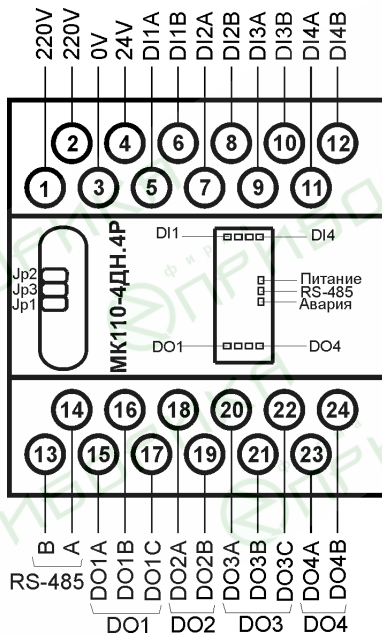 220V
220V
0V
24V
DI1A
DI1B
DI2A
DI2B
DI3A
DI3B
DI4A
DI4B
2 4 6 8 10 12
1 3 5 7 9 11
DI1 DI4
Jp2
Jp3
Jp1
МК110-4ДН.4Р
Питание
RS-485
Авария
DO1 DO4
14 16 18 20 22 24
13 15 17 19 21 23
B
A
DO1A
DO1B
DO1C
DO2A
DO2B
DO3A
DO3B
DO3C
DO4A
DO4B
RS-485
DO1 DO2 DO3 DO4